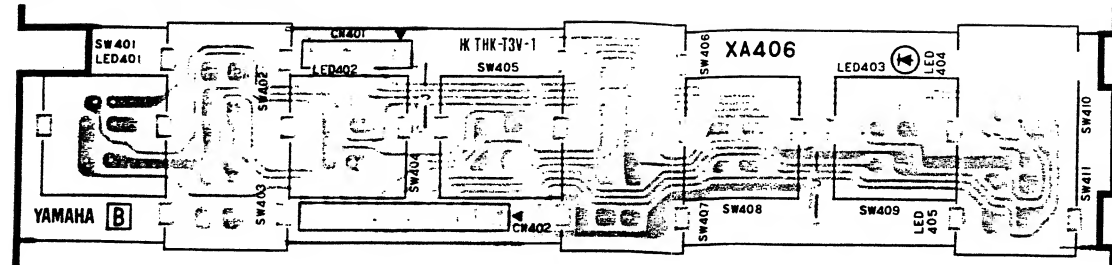 SW401
LED401
SW402
CN401
LED402
HK THK-T3V-1
SW405
SW406
XA406
LED403
LED
404
SW410
SW404
SW403
YAMAHA B
CN402
SW407
SW408
SW409
LED
405
SW411